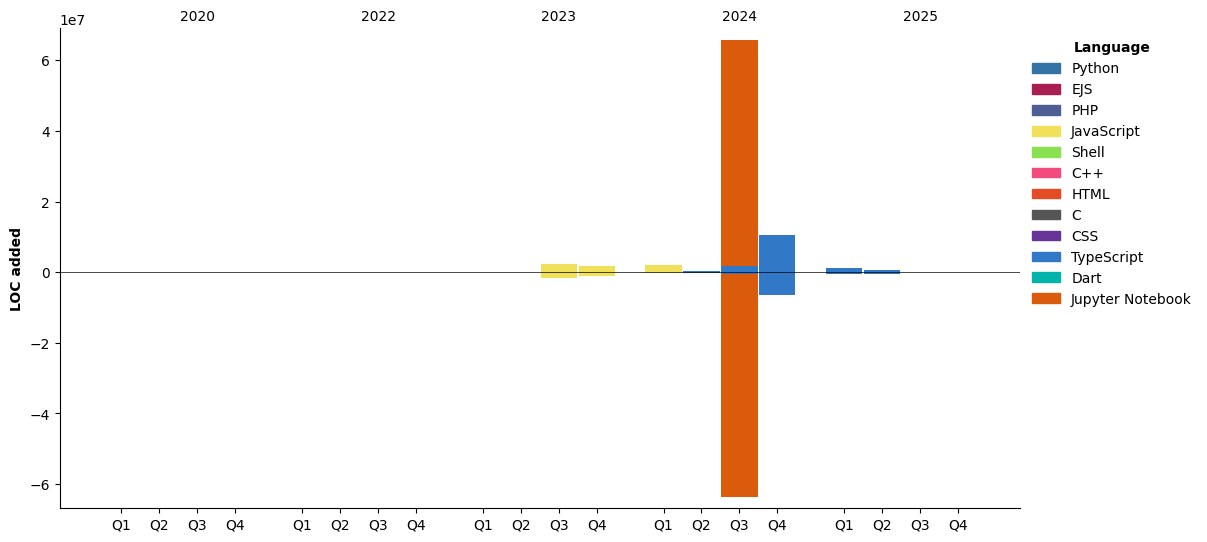 2020 2022 2023 2024 2025
1e7
6
4
2
0
−2
−4
−6
LOC added
Q1 Q2 Q3 Q4 Q1 Q2 Q3 Q4 Q1 Q2 Q3 Q4 Q1 Q2 Q3 Q4 Q1 Q2 Q3 Q4
Language
Python
EJS
PHP
JavaScript
Shell
C++
HTML
C
CSS
TypeScript
Dart
Jupyter Notebook